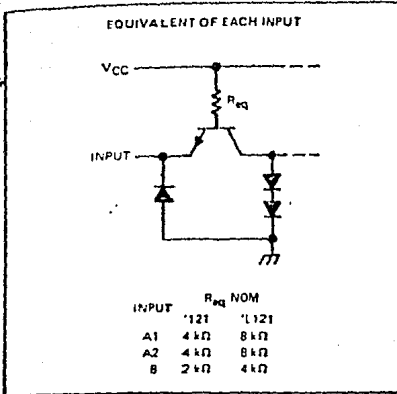 EQUIVALENT OF EACH INPUT
VCC
Req
INPUT
INPUT Req NOM
'121 'L121
A1 4 kΩ 8 kΩ
A2 4 kΩ 8 kΩ
B 2 kΩ 4 kΩ